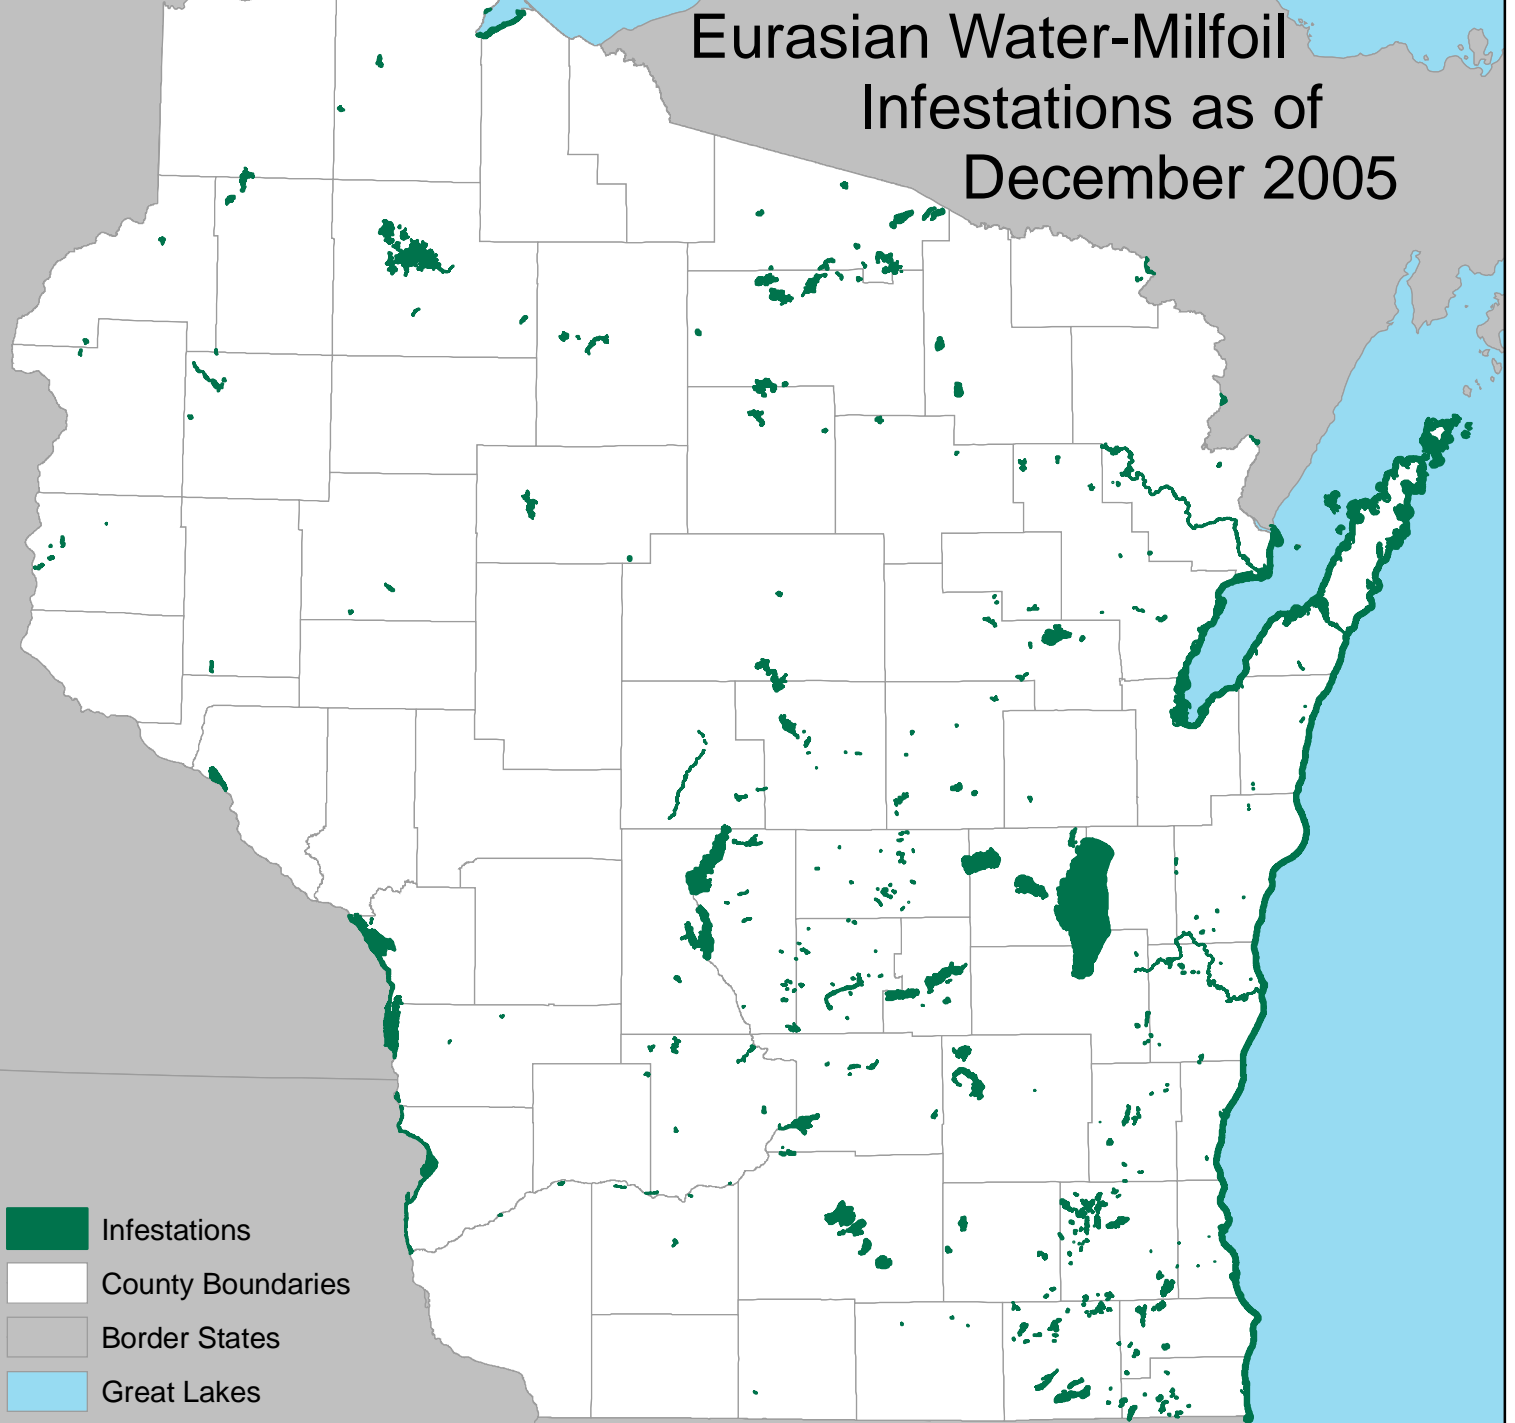 Eurasian Water-Milfoil
Infestations as of
December 2005
Infestations
County Boundaries
Border States
Great Lakes